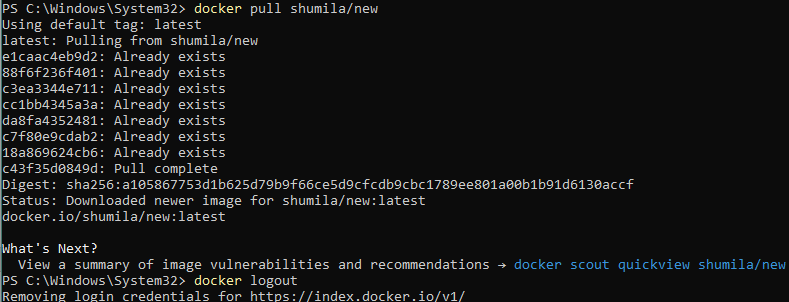 PS C:\Windows\System32> docker pull shumila/new
Using default tag: latest
latest: Pulling from shumila/new
e1caac4eb9d2: Already exists
88f6f236f401: Already exists
c3ea3344e711: Already exists
cc1bb4345a3a: Already exists
da8fa4352481: Already exists
c7f80e9cdab2: Already exists
18a869624cb6: Already exists
c43f35d0849d: Pull complete
Digest: sha256:a105867753d1b625d79b9f66ce5d9cfcdb9cbc1789ee801a00b1b91d6130accf
Status: Downloaded newer image for shumila/new:latest
docker.io/shumila/new:latest

What's Next?
  View a summary of image vulnerabilities and recommendations → docker scout quickview shumila/new
PS C:\Windows\System32> docker logout
Removing login credentials for https://index.docker.io/v1/